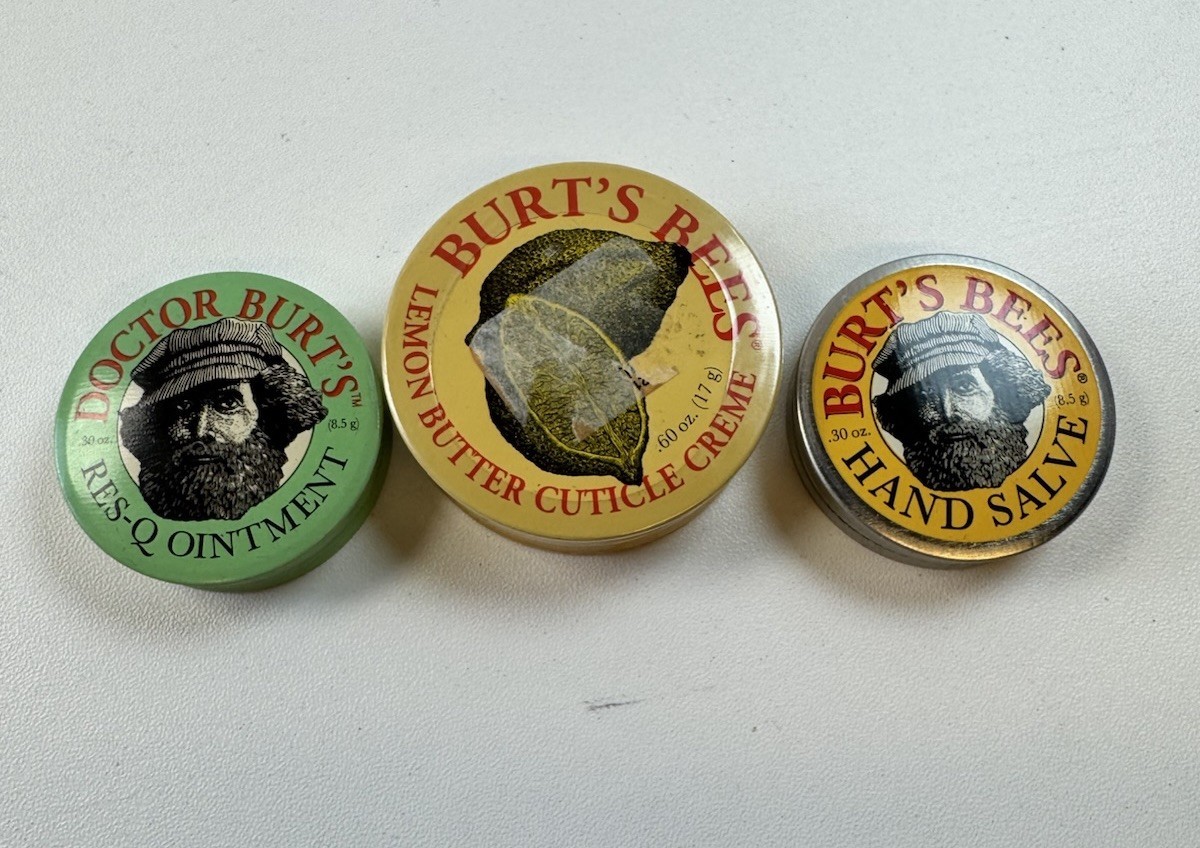 DOCTOR BURT'S™
.30 oz. (8.5 g)
RES-Q OINTMENT
BURT'S BEES®
.60 oz. (17 g)
LEMON BUTTER CUTICLE CREME
BURT'S BEES®
.30 oz. (8.5 g)
HAND SALVE